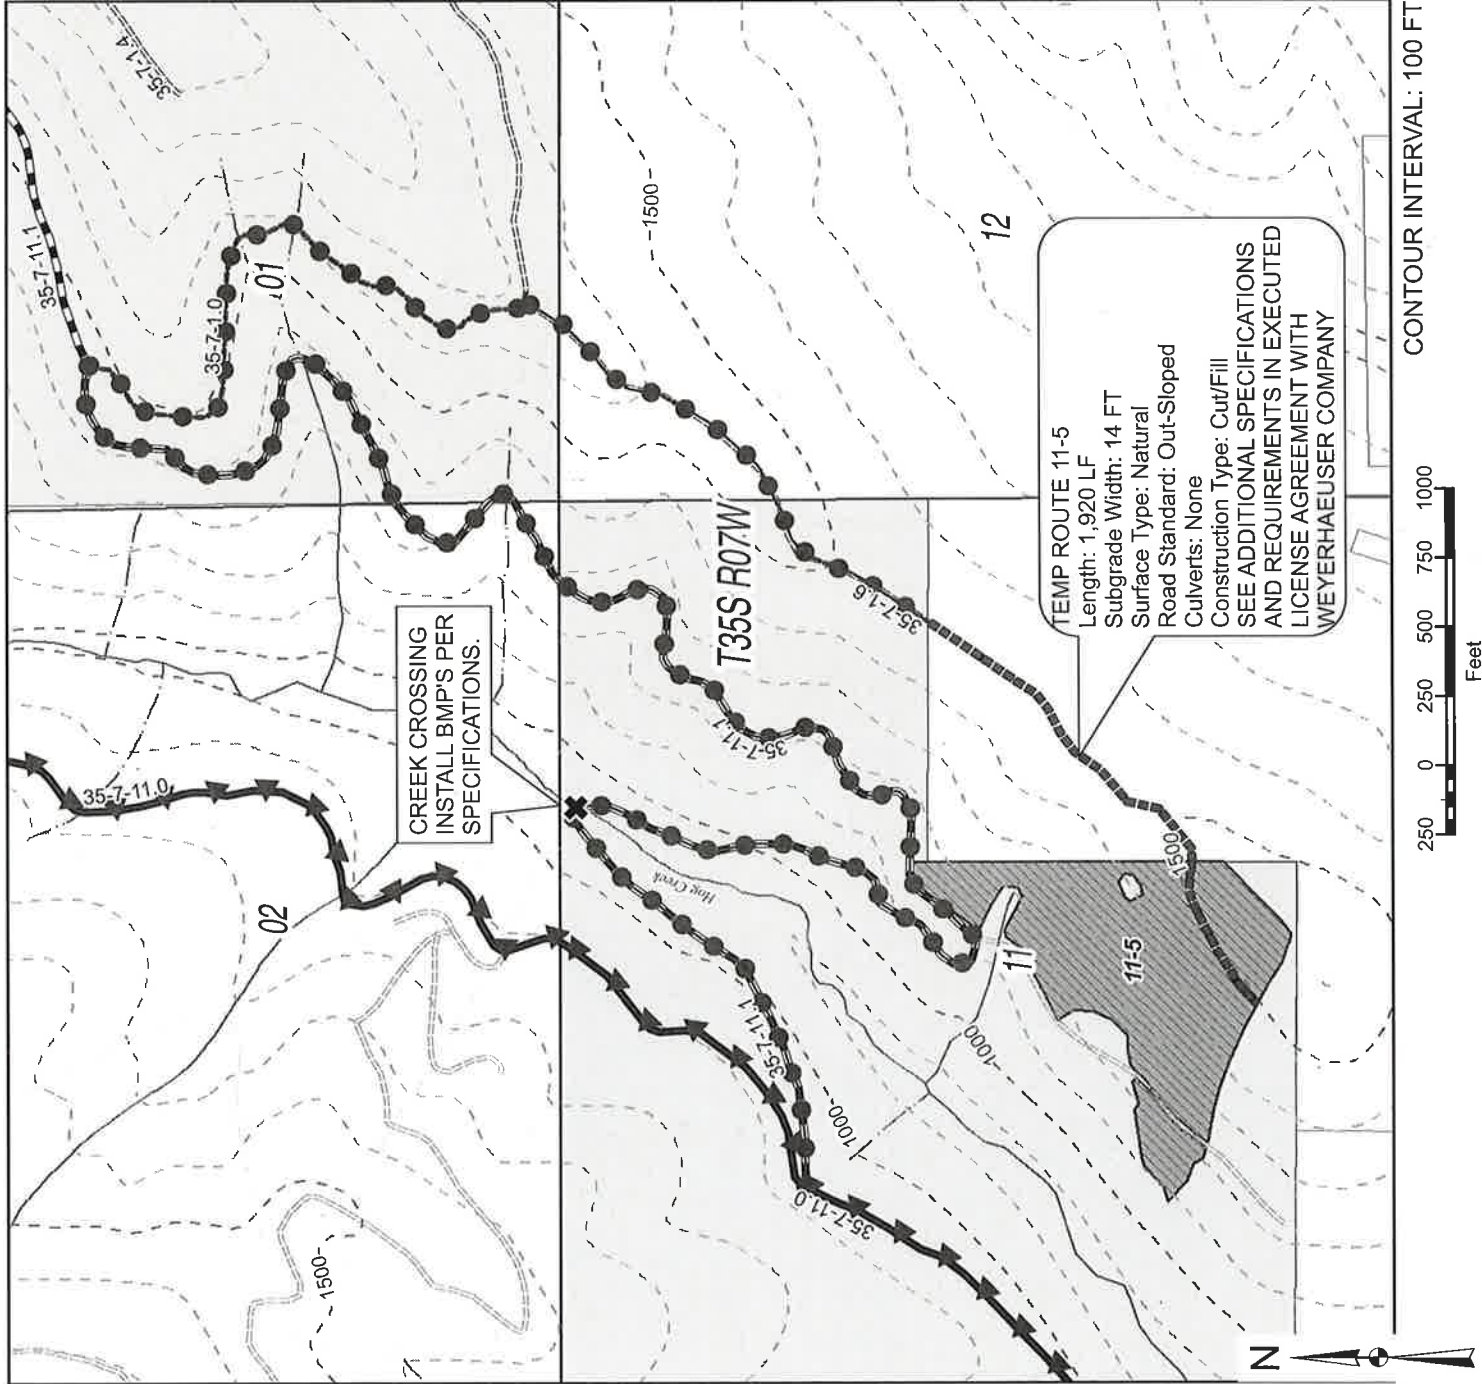 35-7-1.4
35-7-11.1
35-7-1.0
01
35-7-11.0
02
CREEK CROSSING
INSTALL BMP'S PER
SPECIFICATIONS.
1500
12
T35S R07W
35-7-11.1
35-7-1.6
Hog Creek
35-7-11.1
1000
1000
11
11-5
1500
35-7-11.0
1500
TEMP ROUTE 11-5
Length: 1,920 LF
Subgrade Width: 14 FT
Surface Type: Natural
Road Standard: Out-Sloped
Culverts: None
Construction Type: Cut/Fill
SEE ADDITIONAL SPECIFICATIONS
AND REQUIREMENTS IN EXECUTED
LICENSE AGREEMENT WITH
WEYERHAEUSER COMPANY
N
250 0 250 500 750 1000
Feet
CONTOUR INTERVAL: 100 FT